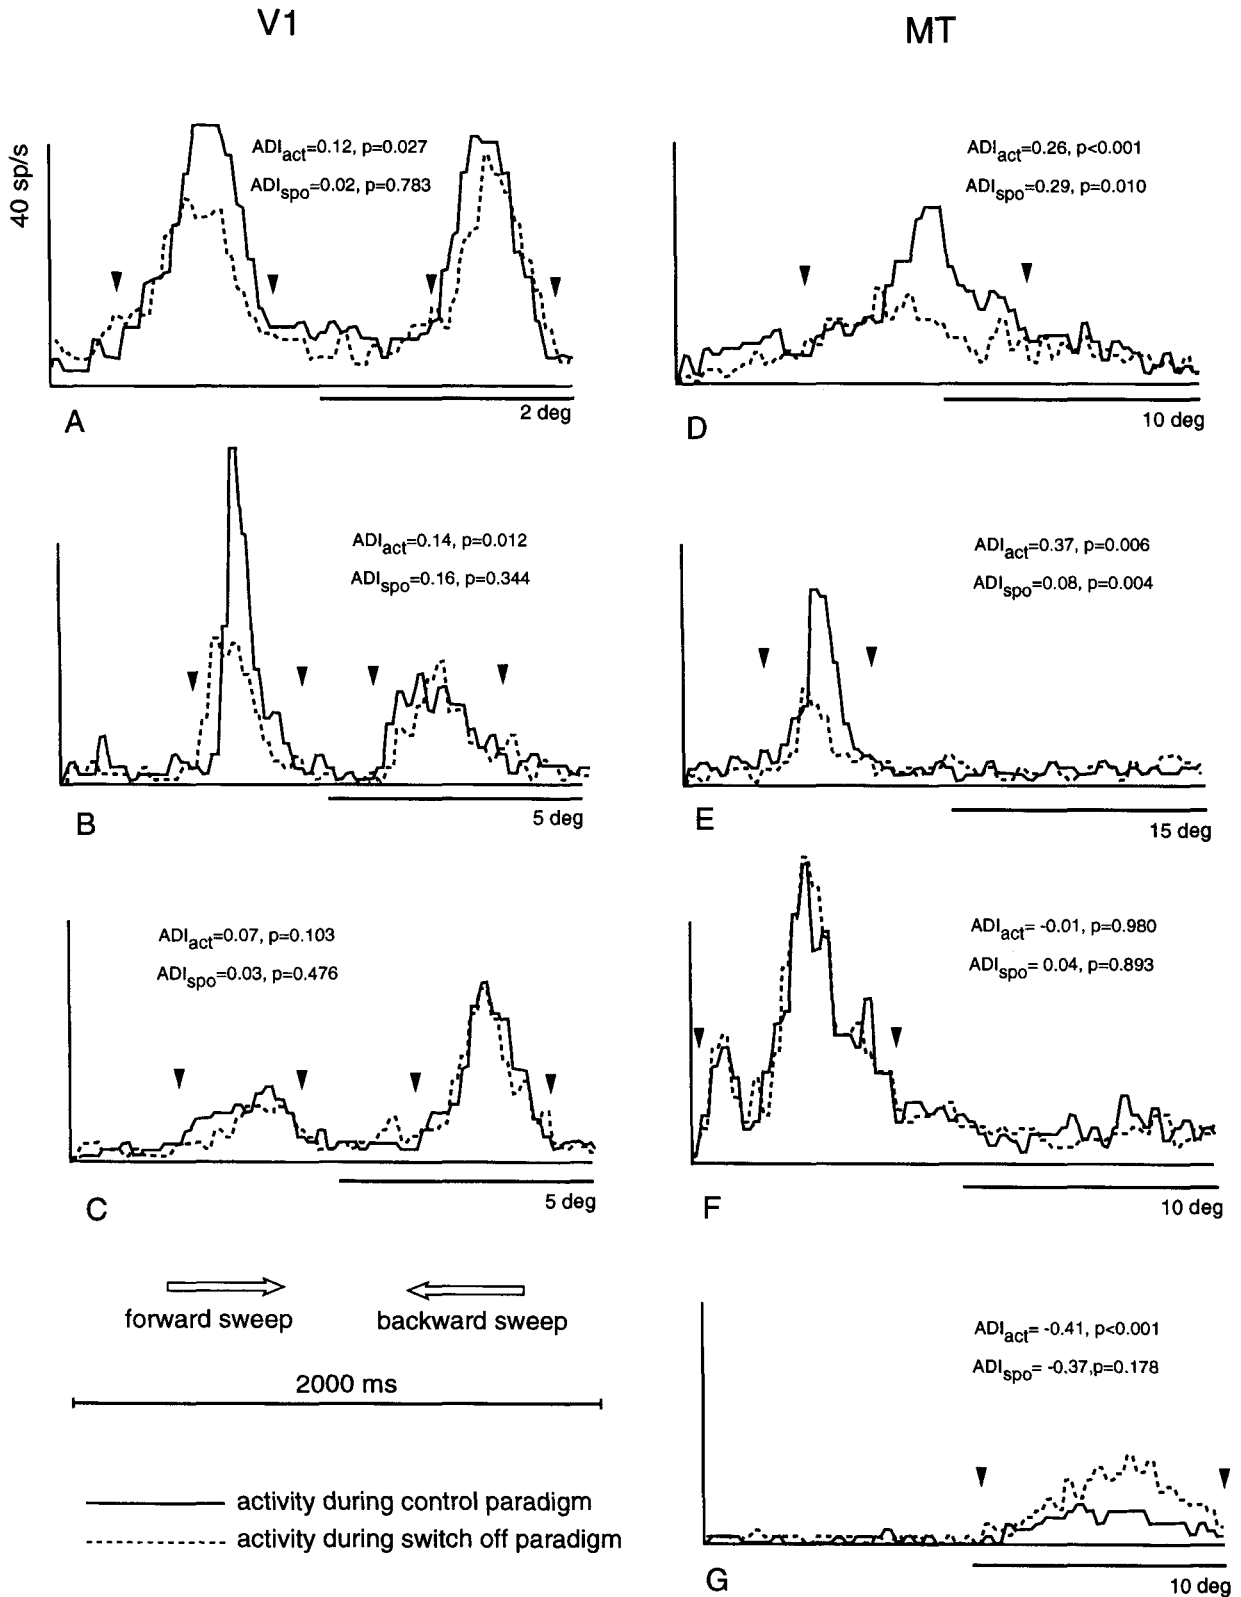 V1
MT
40 sp/s
ADIact=0.12, p=0.027
ADIspo=0.02, p=0.783
2 deg
A
ADIact=0.26, p<0.001
ADIspo=0.29, p=0.010
10 deg
D
ADIact=0.14, p=0.012
ADIspo=0.16, p=0.344
5 deg
B
ADIact=0.37, p=0.006
ADIspo=0.08, p=0.004
15 deg
E
ADIact=0.07, p=0.103
ADIspo=0.03, p=0.476
5 deg
C
ADIact= -0.01, p=0.980
ADIspo= 0.04, p=0.893
10 deg
F
forward sweep
backward sweep
2000 ms
activity during control paradigm
activity during switch off paradigm
ADIact= -0.41, p<0.001
ADIspo= -0.37,p=0.178
10 deg
G